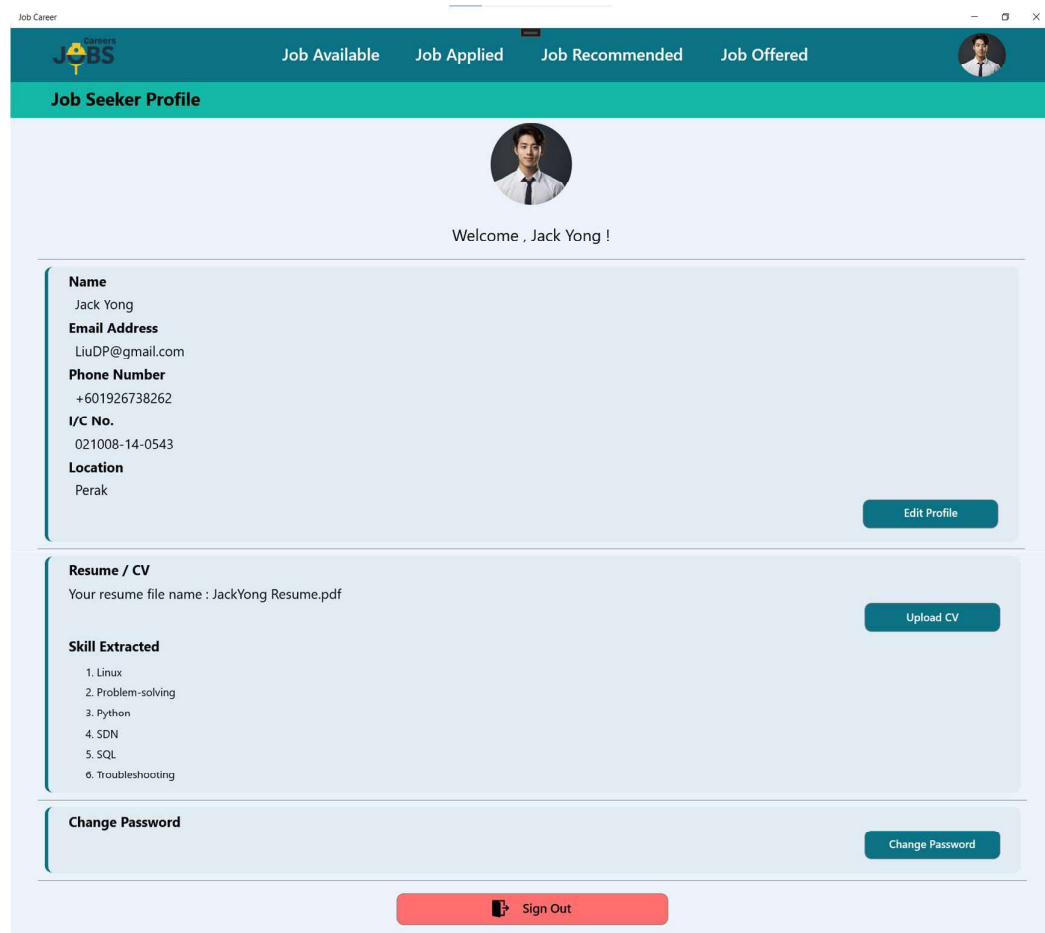 Job Career
Careers
JOBS
Job Available Job Applied Job Recommended Job Offered
Job Seeker Profile
Welcome , Jack Yong !
Name
Jack Yong
Email Address
LiuDP@gmail.com
Phone Number
+601926738262
I/C No.
021008-14-0543
Location
Perak
Edit Profile
Resume / CV
Your resume file name : JackYong Resume.pdf
Upload CV
Skill Extracted
1. Linux
2. Problem-solving
3. Python
4. SDN
5. SQL
6. Troubleshooting
Change Password
Change Password
Sign Out